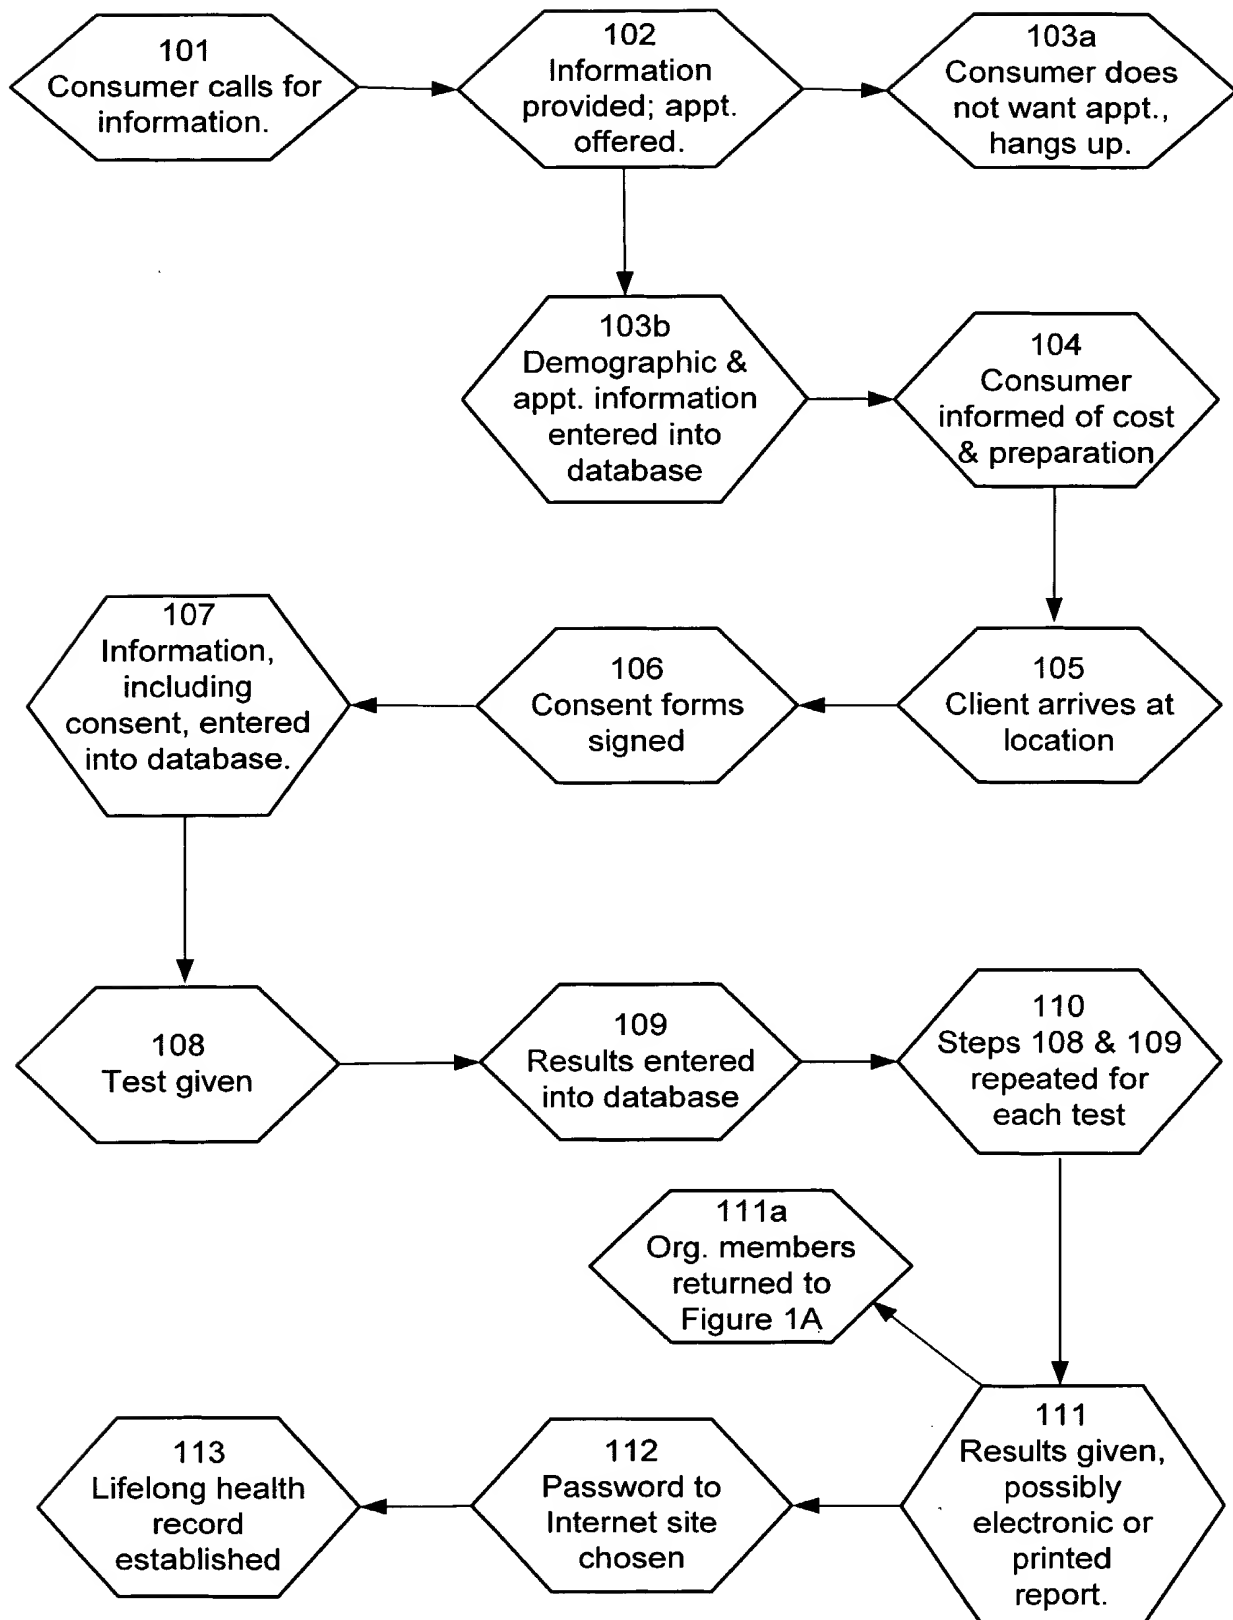 101
Consumer calls for
information.
102
Information
provided; appt.
offered.
103a
Consumer does
not want appt.,
hangs up.
103b
Demographic &
appt. information
entered into
database
104
Consumer
informed of cost
& preparation
107
Information,
including
consent, entered
into database.
106
Consent forms
signed
105
Client arrives at
location
108
Test given
109
Results entered
into database
110
Steps 108 & 109
repeated for
each test
111a
Org. members
returned to
Figure 1A
113
Lifelong health
record
established
112
Password to
Internet site
chosen
111
Results given,
possibly
electronic or
printed
report.